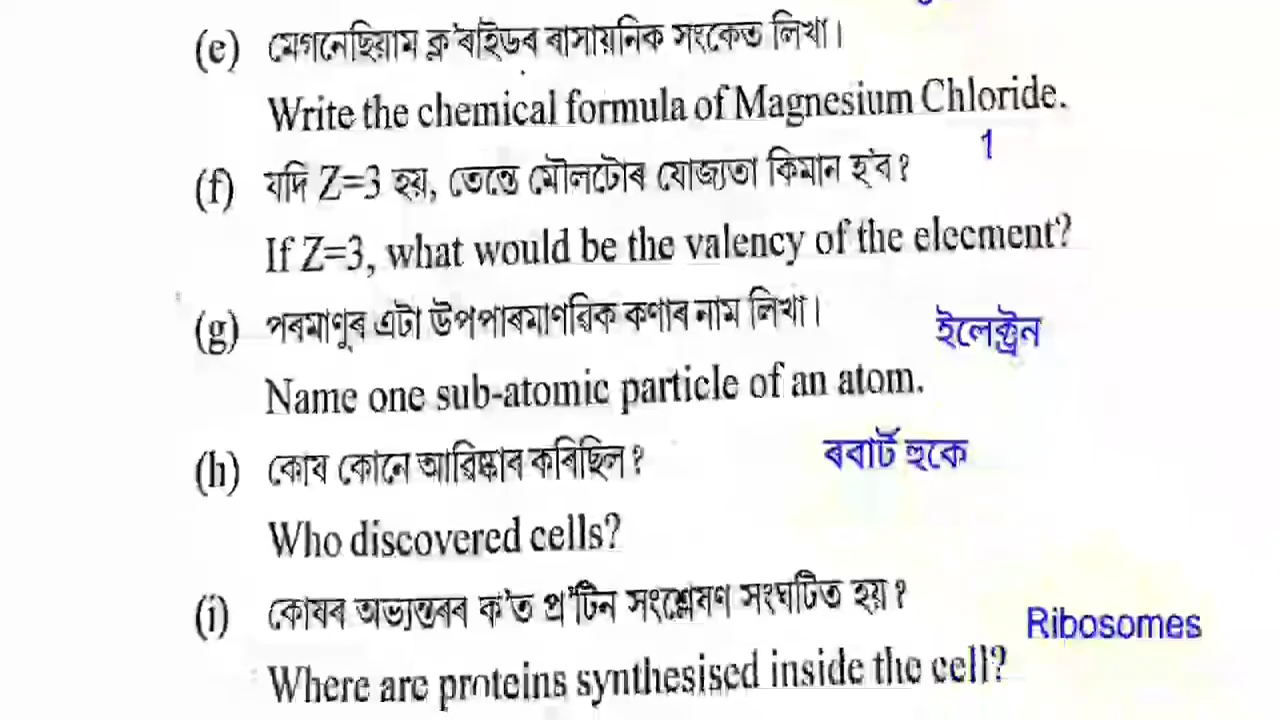 (e) মেগনেছিয়াম ক্ল'ৰাইডৰ ৰাসায়নিক সংকেত লিখা।
Write the chemical formula of Magnesium Chloride.
1
(f) যদি Z=3 হয়, তেন্তে মৌলটোৰ যোজ্যতা কিমান হ'ব?
If Z=3, what would be the valency of the elecment?
(g) পৰমাণুৰ এটা উপপাৰমাণৱিক কণাৰ নাম লিখা।
ইলেক্ট্ৰন
Name one sub-atomic particle of an atom.
(h) কোষ কোনে আৱিষ্কাৰ কৰিছিল?
ৰবাৰ্ট হুকে
Who discovered cells?
(i) কোষৰ অভ্যন্তৰৰ ক'ত প্ৰ'টিন সংশ্লেষণ সংঘটিত হয়?
Ribosomes
Where are proteins synthesised inside the cell?